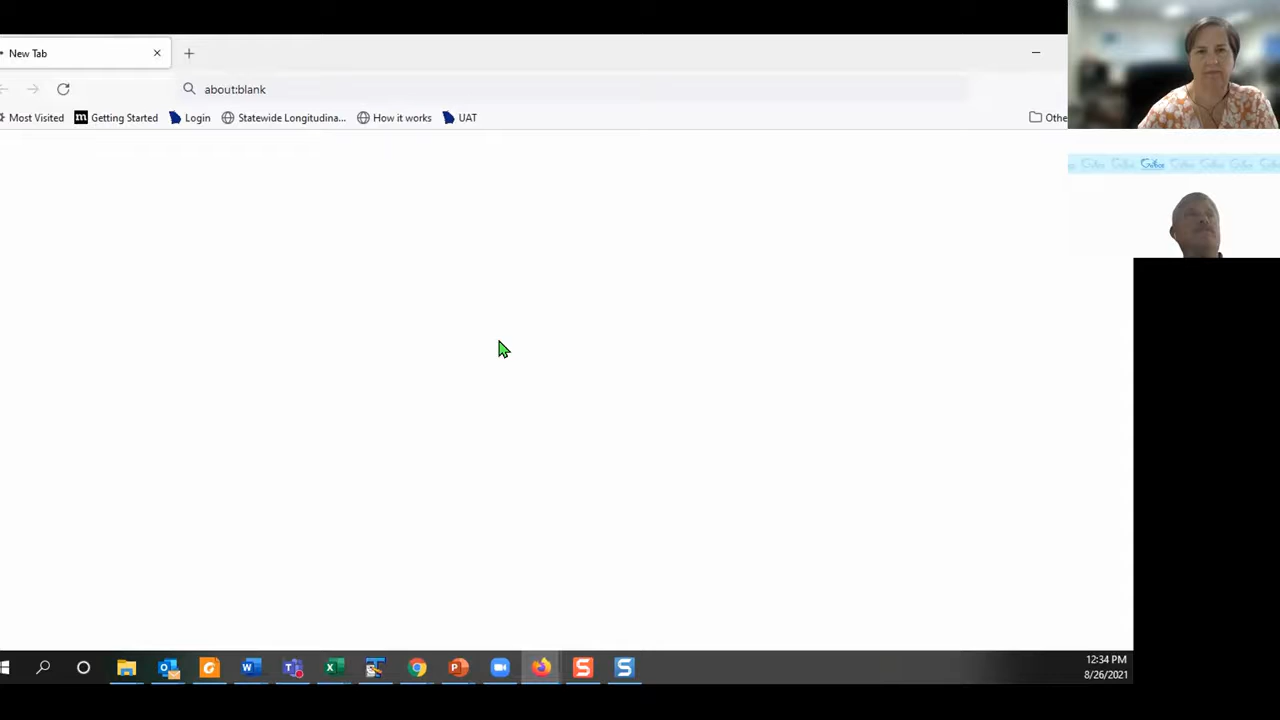 New Tab
about:blank
Most Visited Getting Started Login Statewide Longitudina... How it works UAT Othe
12:34 PM
8/26/2021